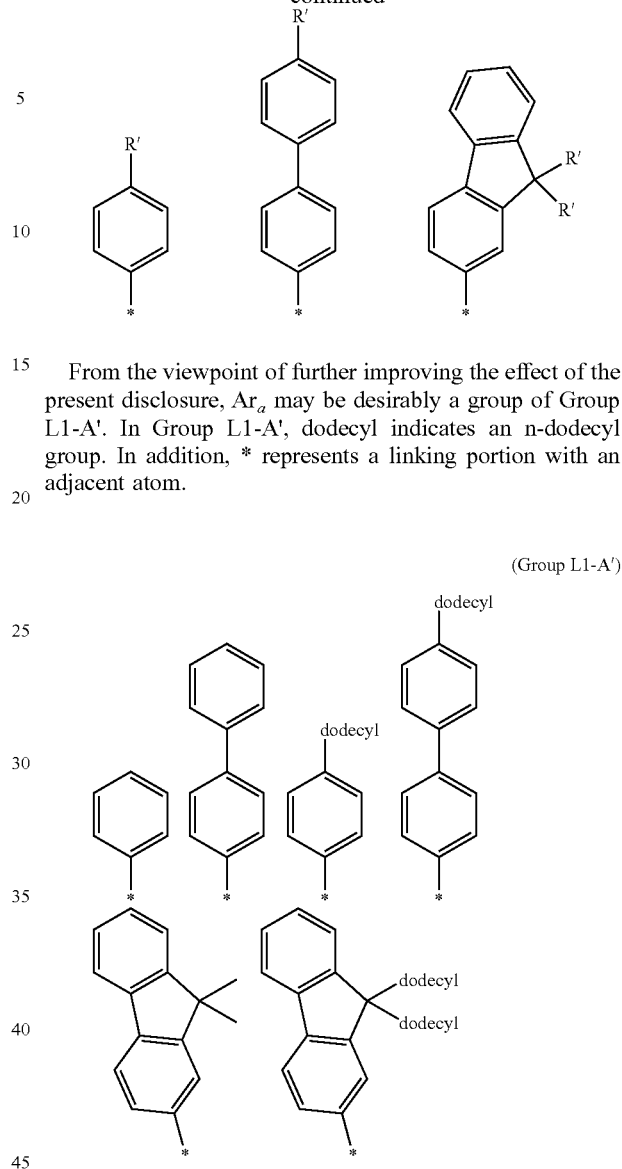 continued
R'
R'
5
R'
R'
R'
10
* * *
15
From the viewpoint of further improving the effect of the
present disclosure, Arₐ may be desirably a group of Group
L1-A'. In Group L1-A', dodecyl indicates an n-dodecyl
group. In addition, * represents a linking portion with an
adjacent atom.
20
(Group L1-A')
dodecyl
25
dodecyl
30
35
* * * *
dodecyl
dodecyl
40
* *
45